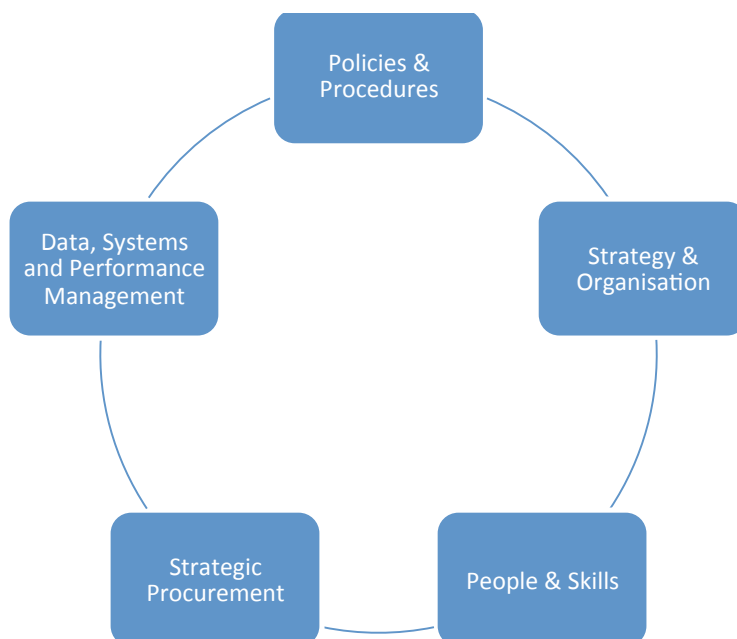 Policies &
Procedures
Strategy &
Organisation
People & Skills
Strategic
Procurement
Data, Systems
and Performance
Management